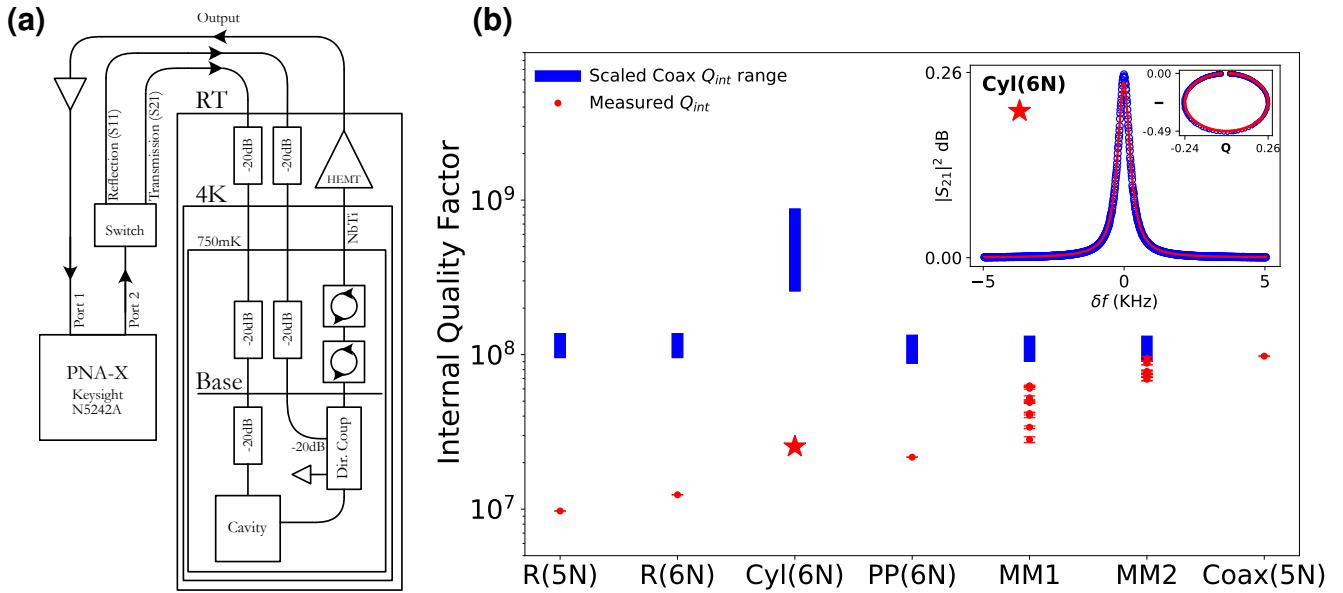 (a)
Output
Reflection (S11)
Transmission (S21)
RT
-20dB
-20dB
HEMT
4K
NbTi
Switch
750mK
Port 1
Port 2
-20dB
-20dB
PNA-X
Keysight
N5242A
Base
-20dB
-20dB
Dir. Coup
Cavity
(b)
Internal Quality Factor
10⁹
10⁸
10⁷
Scaled Coax Qint range
Measured Qint
Cyl(6N)
|S21|² dB
0.26
0.00
−5
0
5
δf (KHz)
0.00
I
-0.49
-0.24
Q
0.26
R(5N)
R(6N)
Cyl(6N)
PP(6N)
MM1
MM2
Coax(5N)